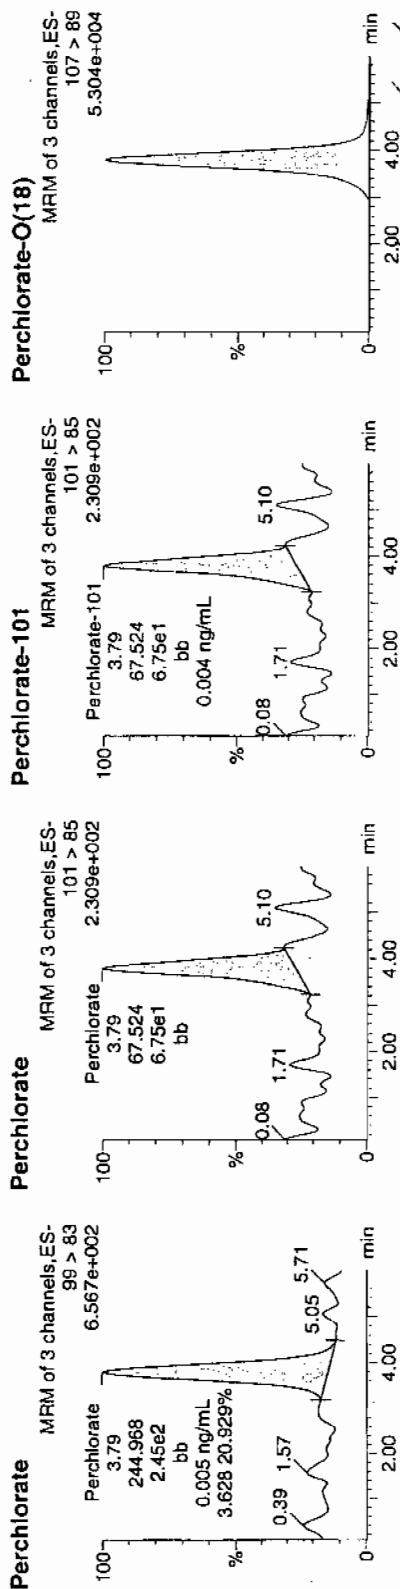 Perchlorate
MRM of 3 channels,ES-
99 > 83
6.567e+002
100
Perchlorate
3.79
244.968
2.45e2
bb
0.005 ng/mL
3.628 20.929%
%
0.39
1.57
5.05
5.71
0
2.00
4.00
min
Perchlorate
MRM of 3 channels,ES-
101 > 85
2.309e+002
100
Perchlorate
3.79
67.524
6.75e1
bb
%
0.08
1.71
5.10
0
2.00
4.00
min
Perchlorate-101
MRM of 3 channels,ES-
101 > 85
2.309e+002
100
Perchlorate-101
3.79
67.524
6.75e1
bb
0.004 ng/mL
%
0.08
1.71
5.10
0
2.00
4.00
min
Perchlorate-O(18)
MRM of 3 channels,ES-
107 > 89
5.304e+004
100
%
0
2.00
4.00
min